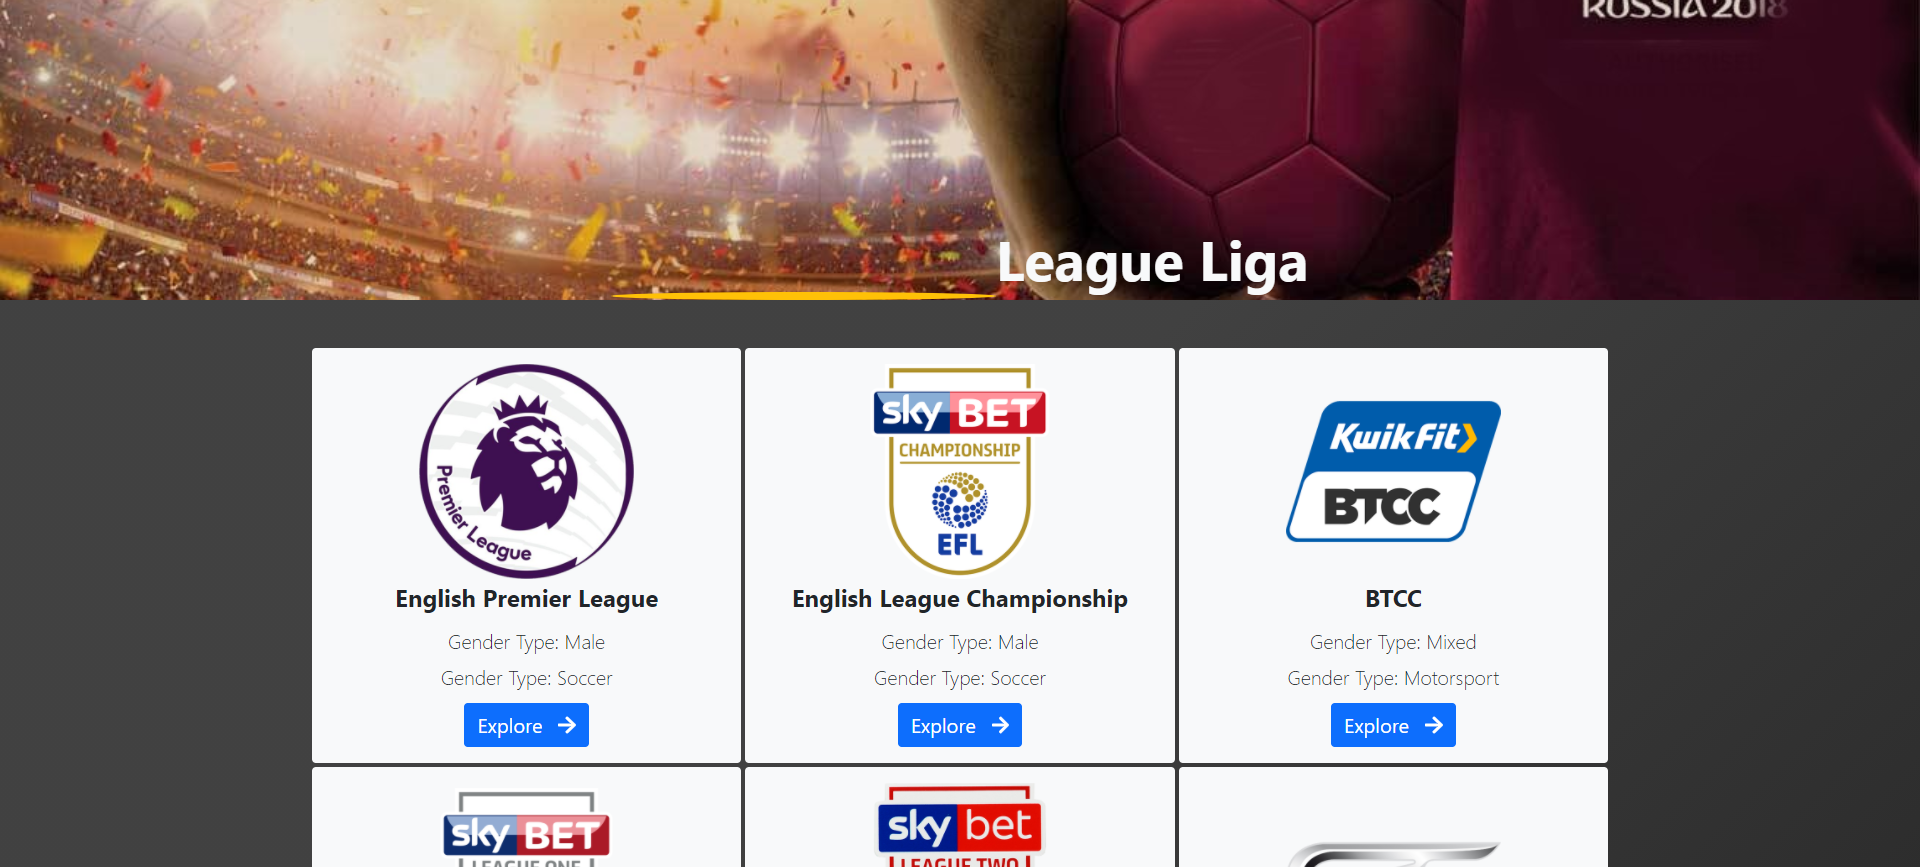 RUSSIA 2018
League Liga
Premier League
sky BET
CHAMPIONSHIP
EFL
KwikFit
BTCC
English Premier League
English League Championship
BTCC
Gender Type: Male
Gender Type: Male
Gender Type: Mixed
Gender Type: Soccer
Gender Type: Soccer
Gender Type: Motorsport
Explore
Explore
Explore
sky BET
LEAGUE ONE
sky bet
LEAGUE TWO